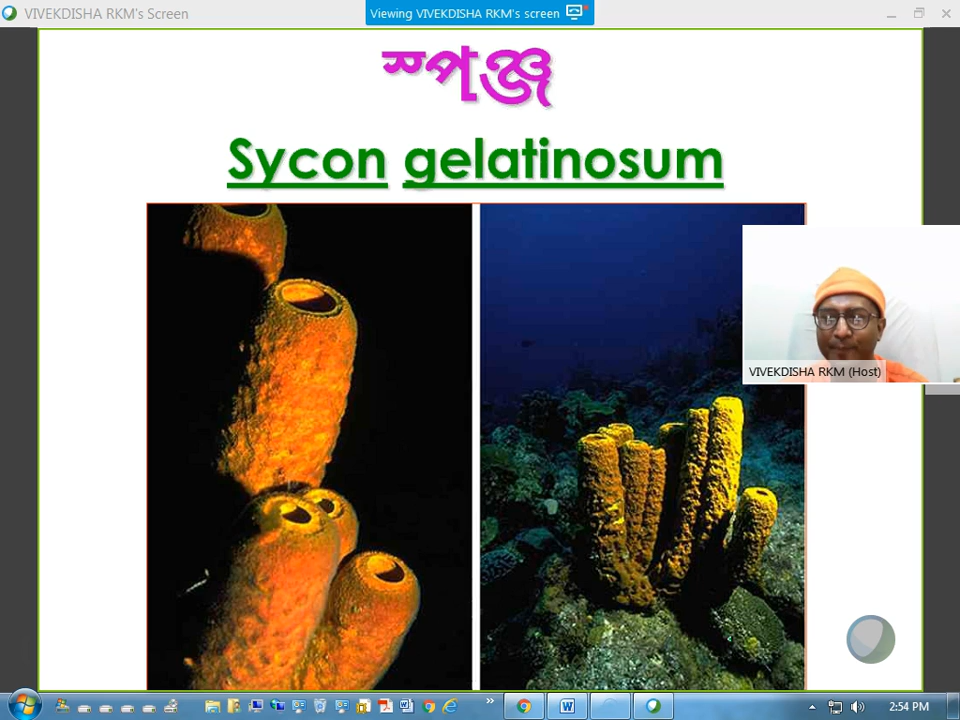 VIVEKDISHA RKM's Screen
Viewing VIVEKDISHA RKM's screen
স্পঞ্জ
Sycon gelatinosum
VIVEKDISHA RKM (Host)
2:54 PM